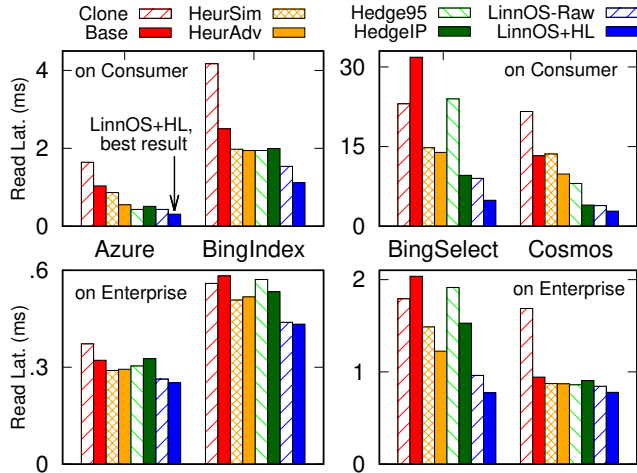 Clone HeurSim Hedge95 LinnOS-Raw
Base HeurAdv HedgeIP LinnOS+HL
Read Lat. (ms)
4
2
0
on Consumer
LinnOS+HL,
best result
30
15
0
on Consumer
Azure BingIndex BingSelect Cosmos
Read Lat. (ms)
.6
.3
0
on Enterprise
2
1
0
on Enterprise